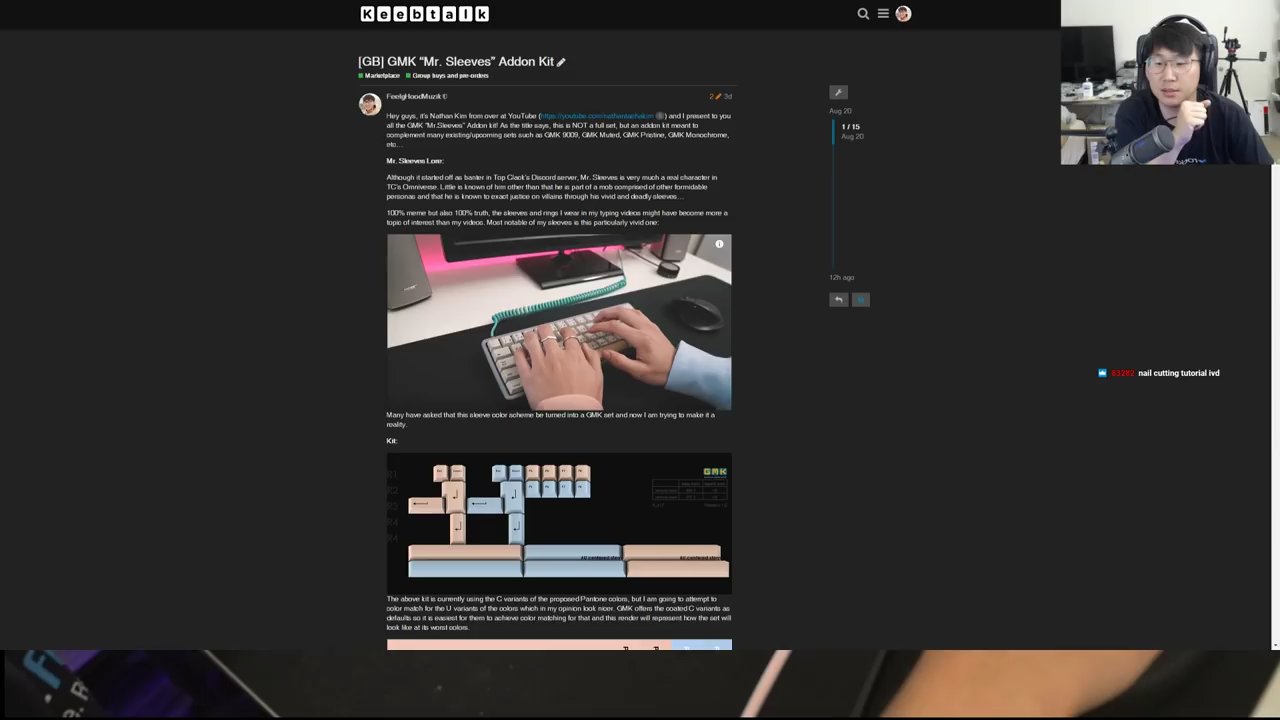 Keebtalk
[GB] GMK “Mr. Sleeves” Addon Kit
Marketplace Group buys and pre-orders
FeelgHoodMuzik
2 3d
Hey guys, it's Nathan Kim from over at YouTube (https://youtube.com/
) and I present to you
all the GMK “Mr.Sleeves” Addon kit! As the title says, this is NOT a full set, but an addon kit meant to
complement many existing/upcoming sets such as GMK 9009, GMK Muted, GMK Pristine, GMK Monochrome,
etc…
Mr. Sleeves Lore:
Although it started off as banter in Top Clack's Discord server, Mr. Sleeves is very much a real character in
TC's Omniverse. Little is known of him other than that he is part of a mob comprised of other formidable
personas and that he is known to exact justice on villains through his vivid and deadly sleeves…
100% meme but also 100% truth, the sleeves and rings I wear in my typing videos might have become more a
topic of interest than my videos. Most notable of my sleeves is this particularly vivid one:
Many have asked that this sleeve color scheme be turned into a GMK set and now I am trying to make it a
reality.
Kit:
R1
R2
R3
R4
GMK
The above kit is currently using the C variants of the proposed Pantone colors, but I am going to attempt to
color match for the U variants of the colors which in my opinion look nicer. GMK offers the coated C variants as
defaults so it is easiest for them to achieve color matching for that and this render will represent how the set will
look like at its worst colors.
Aug 20
1 / 15
Aug 20
12h ago
83282 nail cutting tutorial ivd